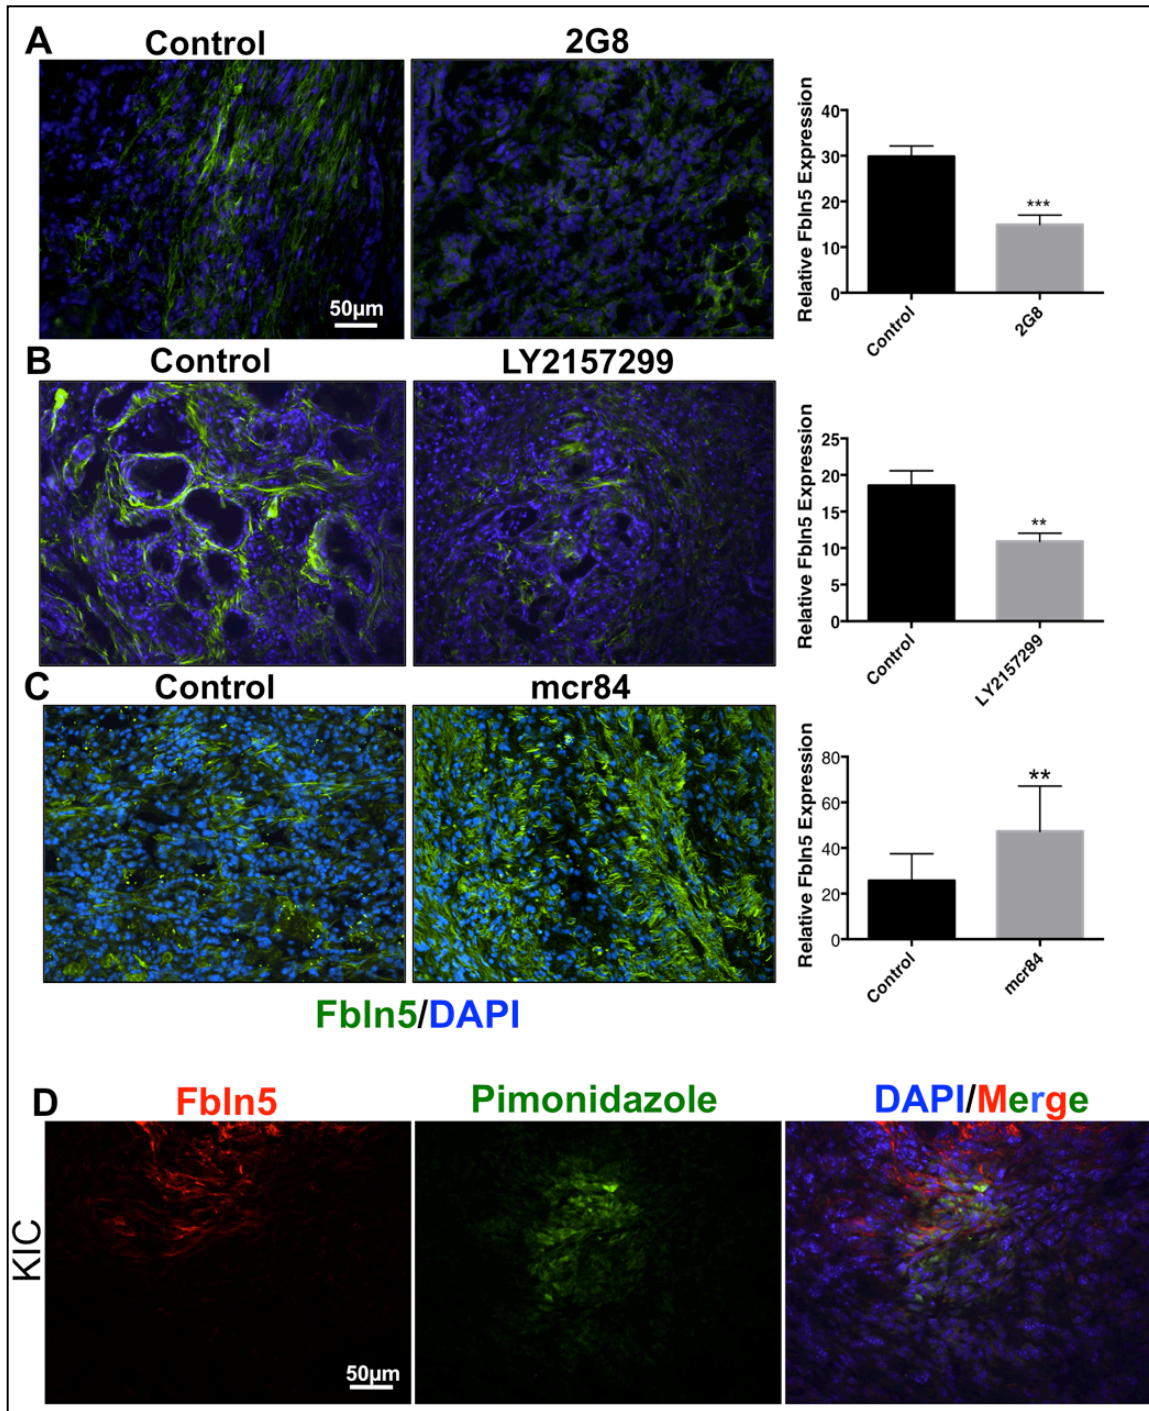 A
Control
2G8
50µm
Relative Fbln5 Expression
40
30
20
10
0
***
Control
2G8
B
Control
LY2157299
Relative Fbln5 Expression
25
20
15
10
5
0
**
Control
LY2157299
C
Control
mcr84
Relative Fbln5 Expression
80
60
40
20
0
**
Control
mcr84
Fbln5/DAPI
D
Fbln5
Pimonidazole
DAPI/Merge
KIC
50µm